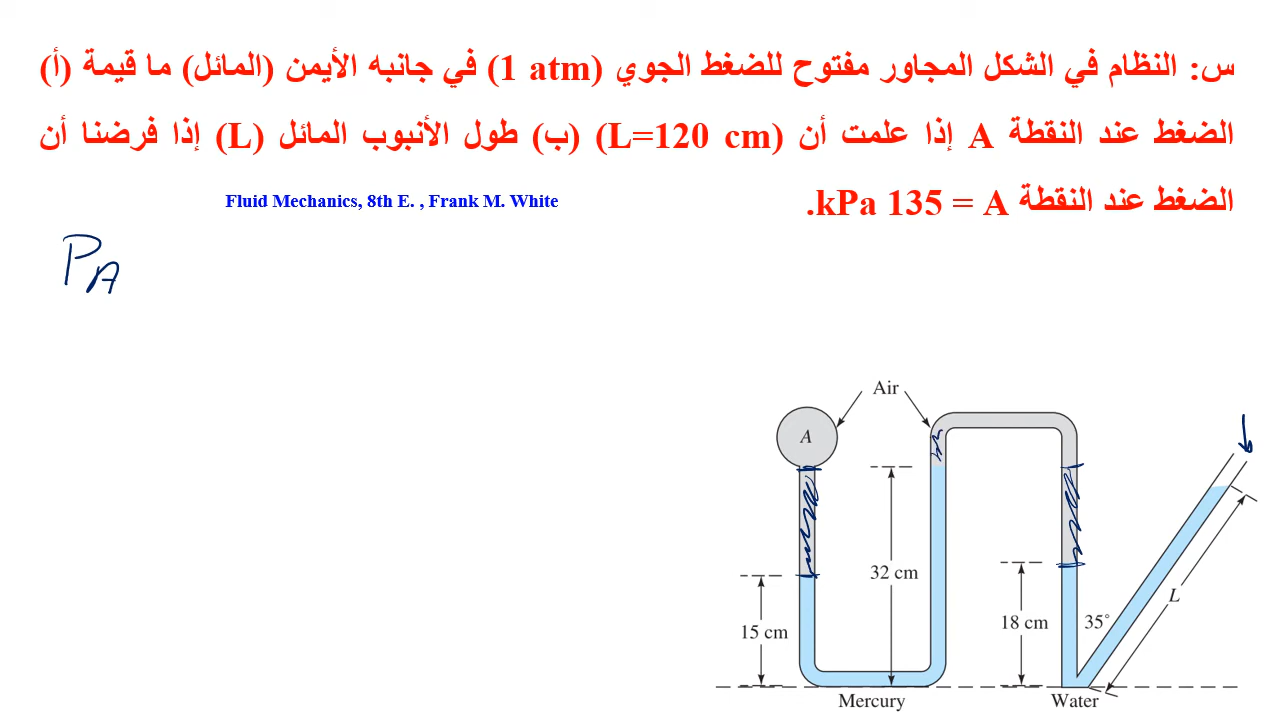 س: النظام في الشكل المجاور مفتوح للضغط الجوي (1 atm) في جانبه الأيمن (المائل) ما قيمة (أ)
الضغط عند النقطة A إذا علمت أن (L=120 cm) (ب) طول الأنبوب المائل (L) إذا فرضنا أن
الضغط عند النقطة A = 135 kPa.
Fluid Mechanics, 8th E. , Frank M. White
PA
Air
A
32 cm
15 cm
18 cm
35°
L
Mercury
Water